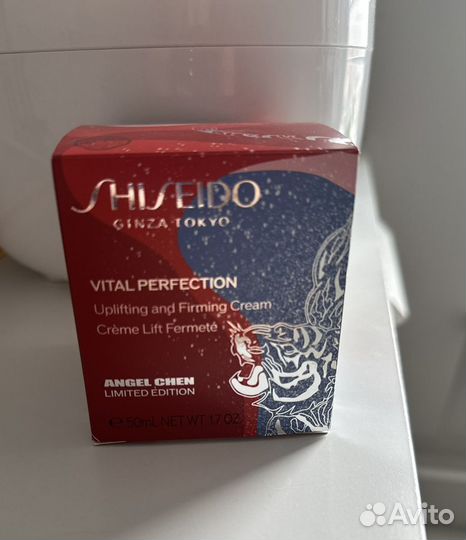 SHISEIDO
GINZA TOKYO
VITAL PERFECTION
Uplifting and Firming Cream
Crème Lift Fermeté
ANGEL CHEN
LIMITED EDITION
℮ 50mL NET WT 1.7 OZ.
Avito